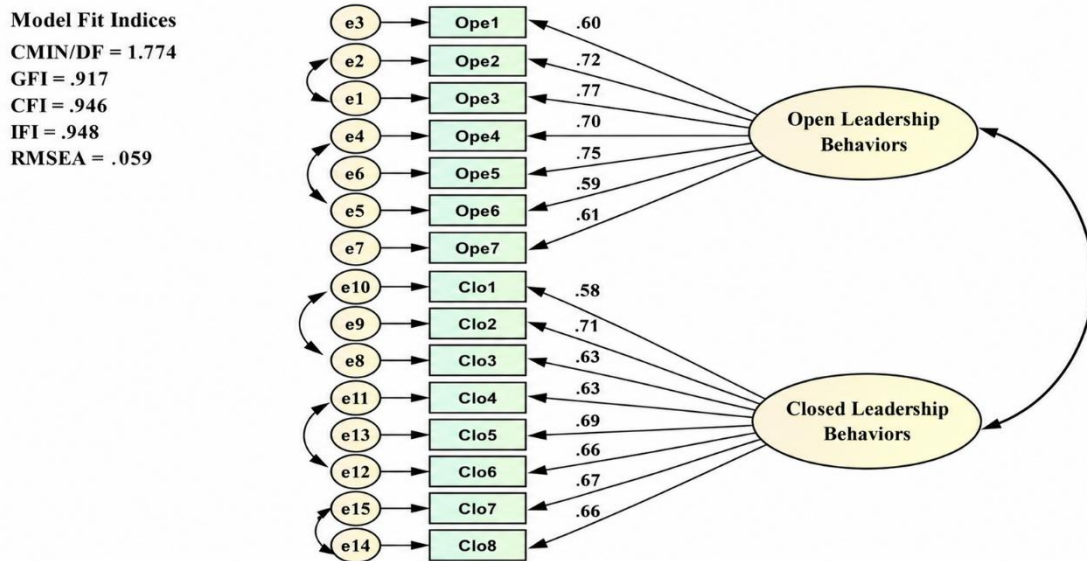 Model Fit Indices
CMIN/DF = 1.774
GFI = .917
CFI = .946
IFI = .948
RMSEA = .059
e3 Ope1 .60
e2 Ope2 .72
e1 Ope3 .77
e4 Ope4 .70
Open Leadership
Behaviors
e6 Ope5 .75
e5 Ope6 .59
e7 Ope7 .61
e10 Clo1 .58
e9 Clo2 .71
e8 Clo3 .63
e11 Clo4 .63
Closed Leadership
Behaviors
e13 Clo5 .69
e12 Clo6 .66
e15 Clo7 .67
e14 Clo8 .66